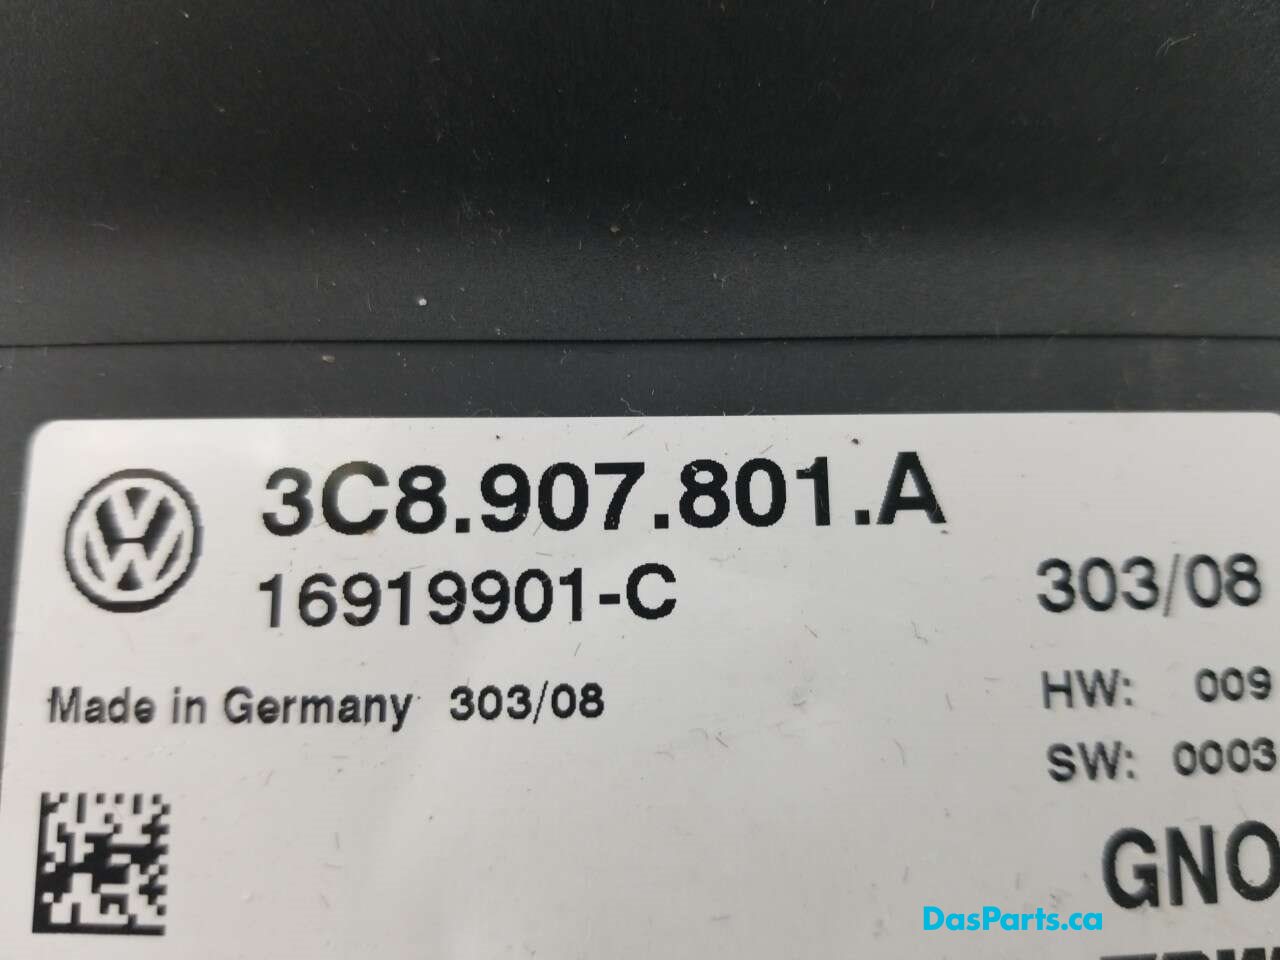 3C8.907.801.A
16919901-C
303/08
Made in Germany 303/08
HW: 009
SW: 0003
GNO
DasParts.ca